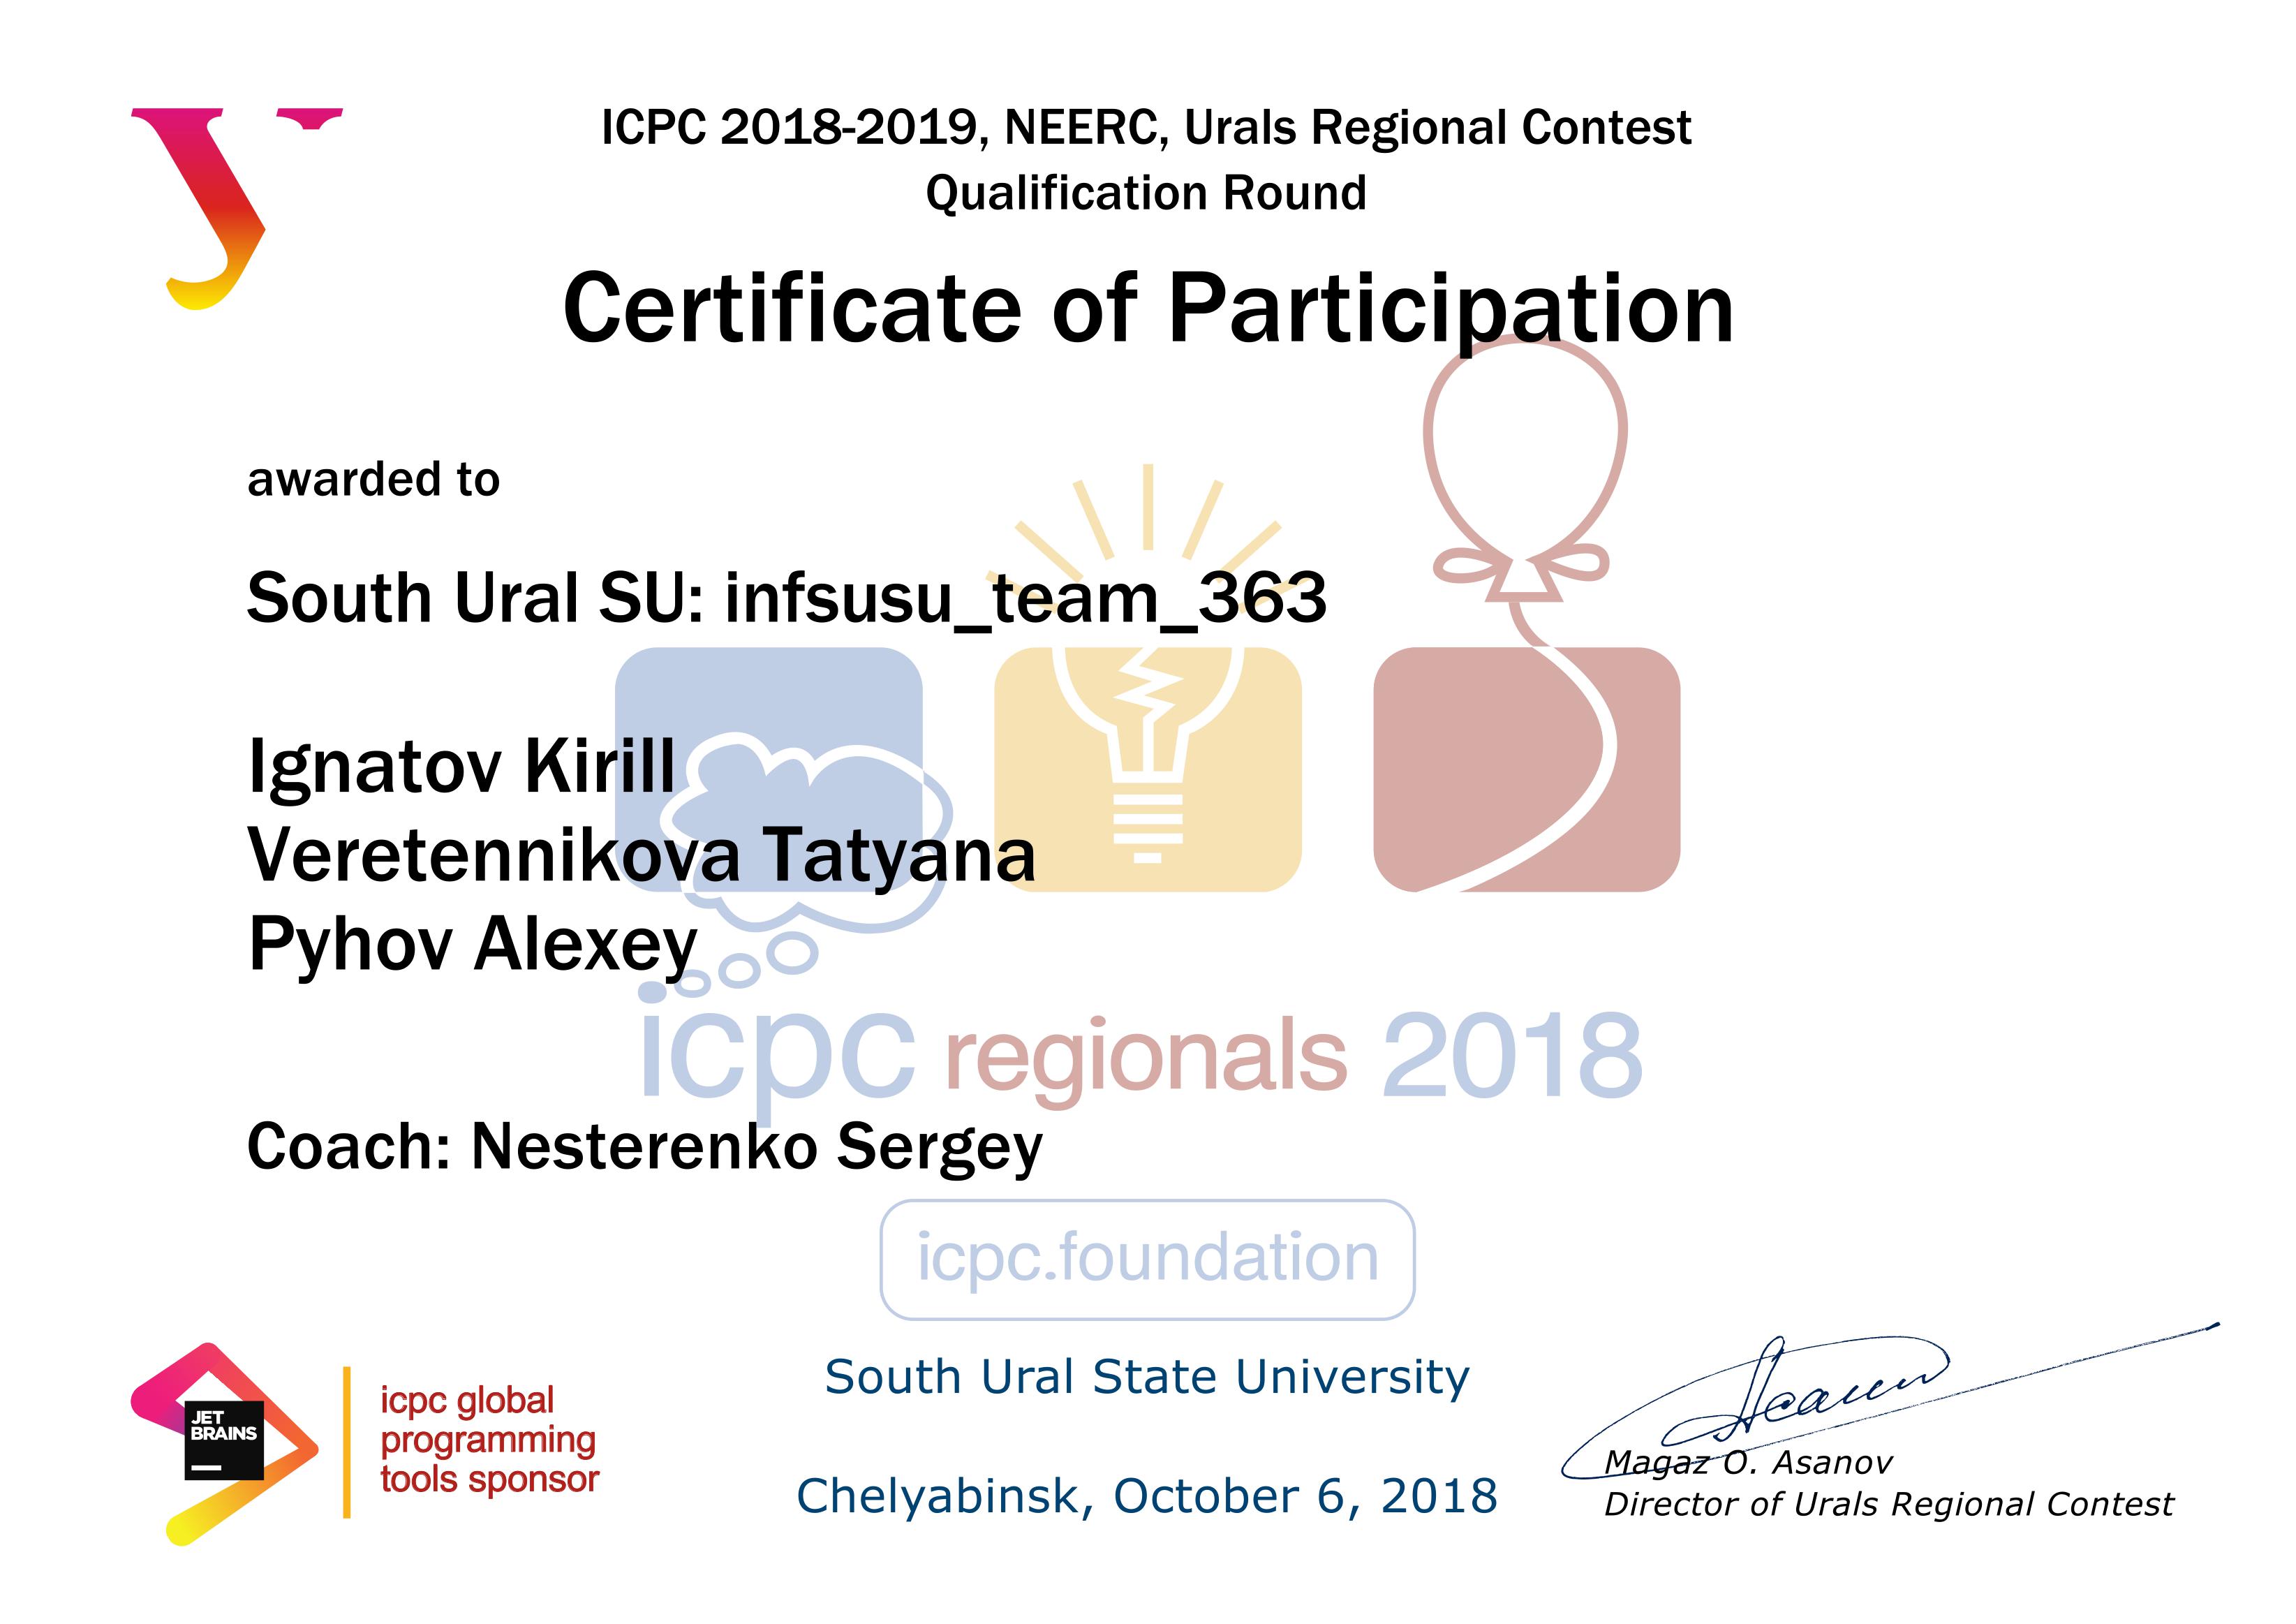 ICPC 2018-2019, NEERC, Urals Regional Contest
Qualification Round
Certificate of Participation
awarded to
South Ural SU: infsusu_team_363
Ignatov Kirill
Veretennikova Tatyana
Pyhov Alexey
icpc regionals 2018
Coach: Nesterenko Sergey
icpc.foundation
South Ural State University
Chelyabinsk, October 6, 2018
JET
BRAINS
icpc global
programming
tools sponsor
Magaz O. Asanov
Director of Urals Regional Contest